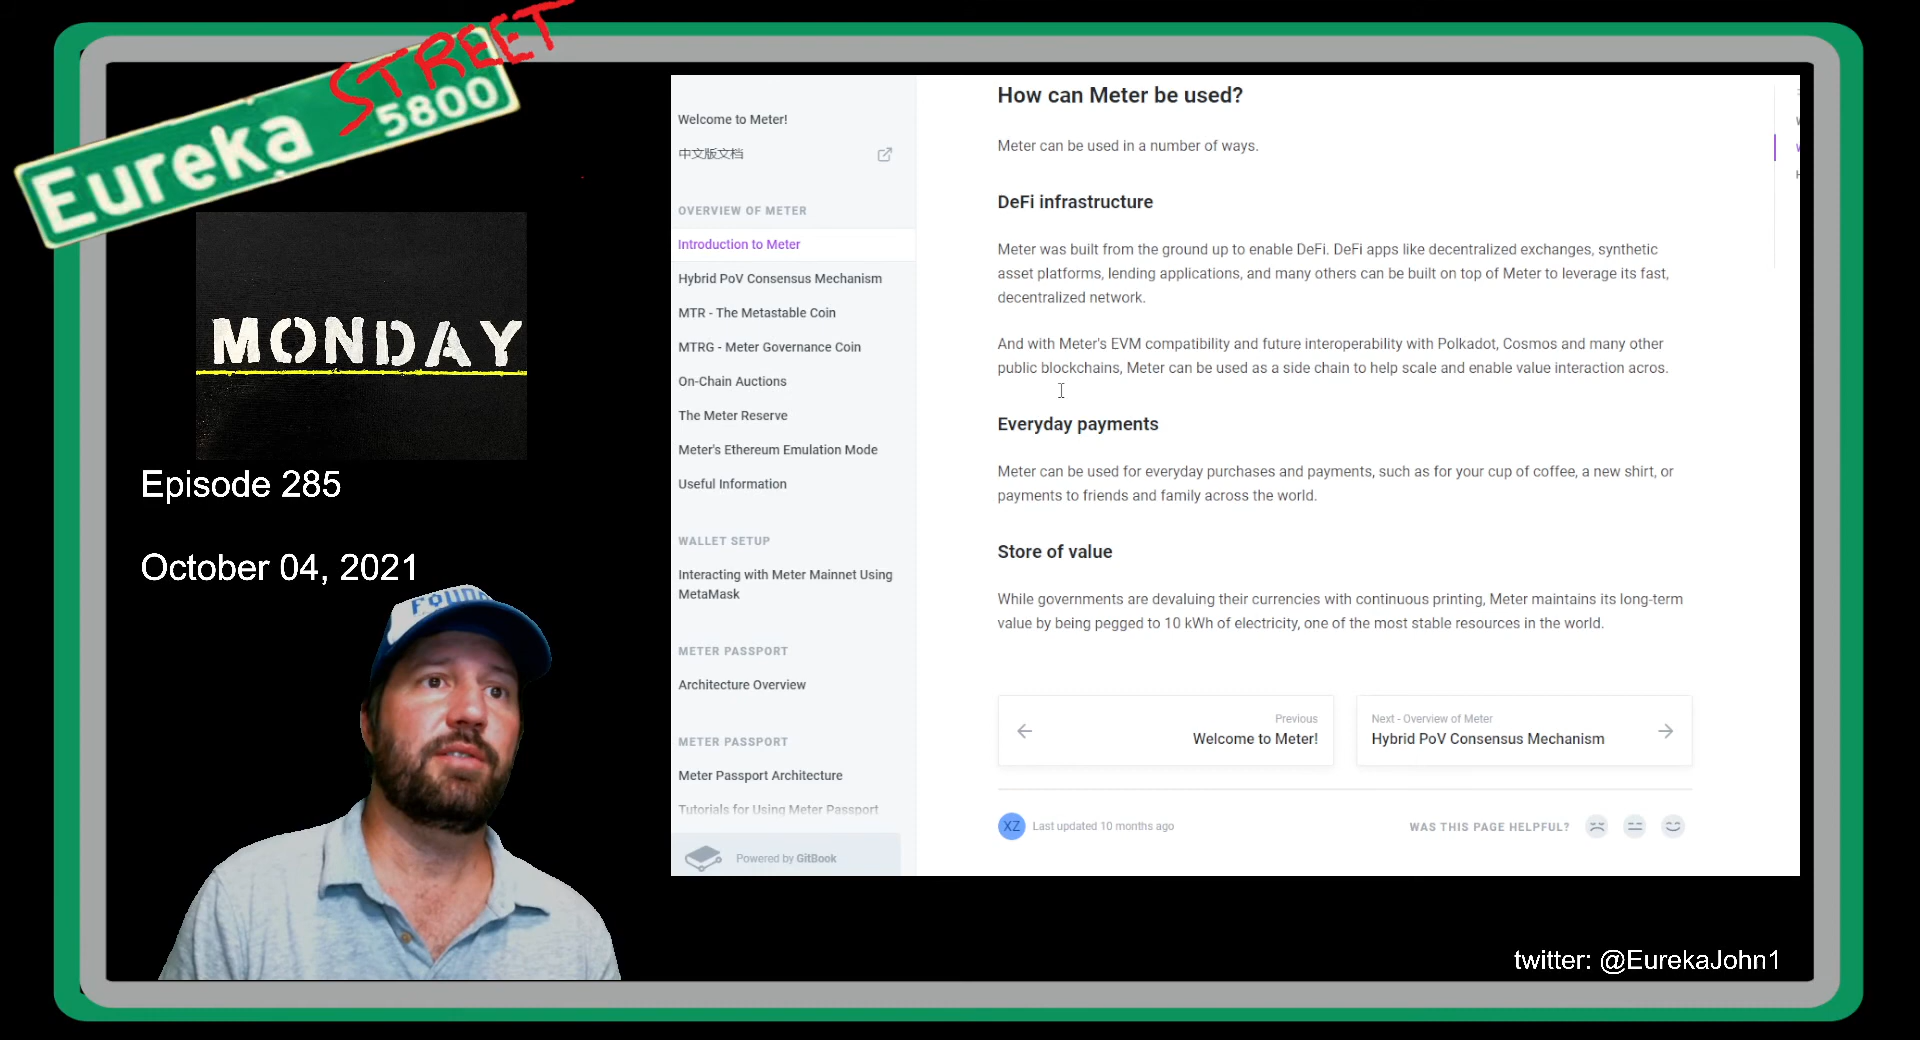 Eureka STREET
5800
MONDAY
Episode 285
October 04, 2021
Welcome to Meter!
中文版文档
OVERVIEW OF METER
Introduction to Meter
Hybrid PoV Consensus Mechanism
MTR - The Metastable Coin
MTRG - Meter Governance Coin
On-Chain Auctions
The Meter Reserve
Meter's Ethereum Emulation Mode
Useful Information
WALLET SETUP
Interacting with Meter Mainnet Using
MetaMask
METER PASSPORT
Architecture Overview
METER PASSPORT
Meter Passport Architecture
Tutorials for Using Meter Passport
Powered by GitBook
How can Meter be used?
Meter can be used in a number of ways.
DeFi infrastructure
Meter was built from the ground up to enable DeFi. DeFi apps like decentralized exchanges, synthetic
asset platforms, lending applications, and many others can be built on top of Meter to leverage its fast,
decentralized network.
And with Meter's EVM compatibility and future interoperability with Polkadot, Cosmos and many other
public blockchains, Meter can be used as a side chain to help scale and enable value interaction acros.
Everyday payments
Meter can be used for everyday purchases and payments, such as for your cup of coffee, a new shirt, or
payments to friends and family across the world.
Store of value
While governments are devaluing their currencies with continuous printing, Meter maintains its long-term
value by being pegged to 10 kWh of electricity, one of the most stable resources in the world.
Previous
Welcome to Meter!
Next - Overview of Meter
Hybrid PoV Consensus Mechanism
XZ Last updated 10 months ago
WAS THIS PAGE HELPFUL?
twitter: @EurekaJohn1